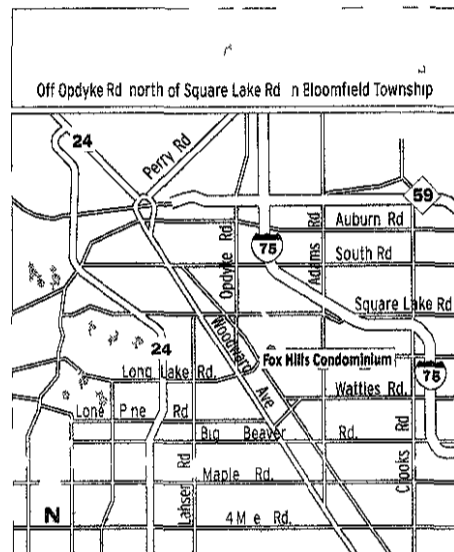 Off Opdyke Rd north of Square Lake Rd n Bloomfield Township
24
Perry Rd
59
Auburn Rd
Opdyke Rd
75
Adams Rd
South Rd
Square Lake Rd
24
Woodward Ave
Fox Hills Condominium
Long Lake Rd.
75
Watties Rd.
Lone P ne Rd
Big Beaver Rd.
Crooks Rd
Lahser Rd
Maple Rd.
N
4 M e Rd.